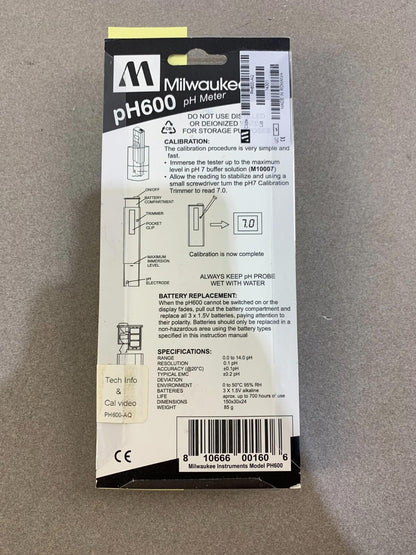 M
Milwaukee
pH600 pH Meter
DO NOT USE
OR DEIONIZED
FOR STORAGE
CALIBRATION:
The calibration procedure is very simple and
fast.
• Immerse the tester up to the maximum
level in pH 7 buffer solution (M10007)
• Allow the reading to stabilize and using a
small screwdriver turn the pH7 Calibration
Trimmer to read 7.0.
ON/OFF
BATTERY
COMPARTMENT
TRIMMER
POCKET
CLIP
7.0
MAXIMUM
IMMERSION
LEVEL
Calibration is now complete
pH
ELECTRODE
ALWAYS KEEP pH PROBE
WET WITH WATER
BATTERY REPLACEMENT:
When the pH600 cannot be switched on or the
display fades, pull out the battery compartment and
replace all 3 x 1.5V batteries, paying attention to
their polarity. Batteries should only be replaced in a
non-hazardous area using the battery types
specified in this instruction manual
SPECIFICATIONS:
RANGE 0.0 to 14.0 pH
RESOLUTION 0.1 pH
ACCURACY (@20°C) ±0.1pH
TYPICAL EMC ±0.2 pH
DEVIATION
ENVIRONMENT 0 to 50°C 95% RH
BATTERIES 3 X 1.5V alkaline
LIFE aprox. up to 700 hours of use
DIMENSIONS 150x30x24
WEIGHT 85 g
Tech Info
&
Cal video
PH600-AQ
CE
8 10666 00160 6
Milwaukee Instruments Model PH600
MADE IN ROMANIA